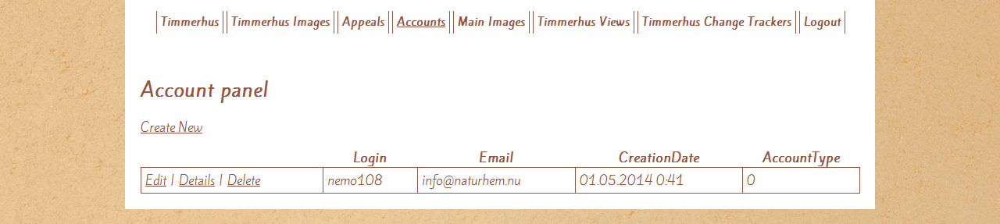 Timmerhus Timmerhus Images Appeals Accounts Main Images Timmerhus Views Timmerhus Change Trackers Logout
Account panel
Create New
Login Email CreationDate AccountType
Edit | Details | Delete nemo108 info@naturhem.nu 01.05.2014 0:41 0